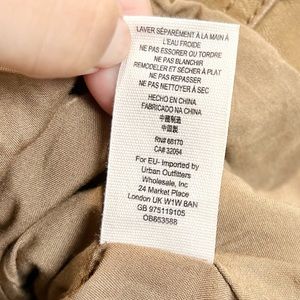 LAVER SÉPARÉMENT À LA MAIN À
L'EAU FROIDE
NE PAS ESSORER OU TORDRE
NE PAS BLANCHIR
REMODELER ET SÉCHER À PLAT
NE PAS REPASSER
NE PAS NETTOYER À SEC
HECHO EN CHINA
FABRICADO NA CHINA
中國制造
中国製
RN# 66170
CA# 32054
For EU- Imported by
Urban Outfitters
Wholesale, Inc
24 Market Place
London UK W1W 8AN
GB 975119105
OB653588